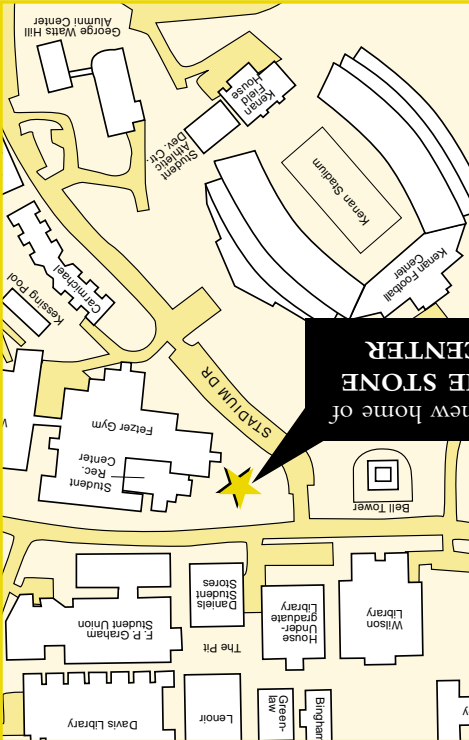 y
Bingham
Green-
law
Lenoir
Davis Library
Wilson
Library
House
Under-
graduate
Library
The Pit
Daniels
Student
Stores
F. P. Graham
Student Union
Bell Tower
Student
Rec.
Center
Fetzer Gym
new home of
E STONE
CENTER
STADIUM DR
Kenan Football
Center
Kenan Stadium
Carmichael
Kessing Pool
Student
Athletic
Dev. Ctr.
Kenan
Field
House
George Watts Hill
Alumni Center